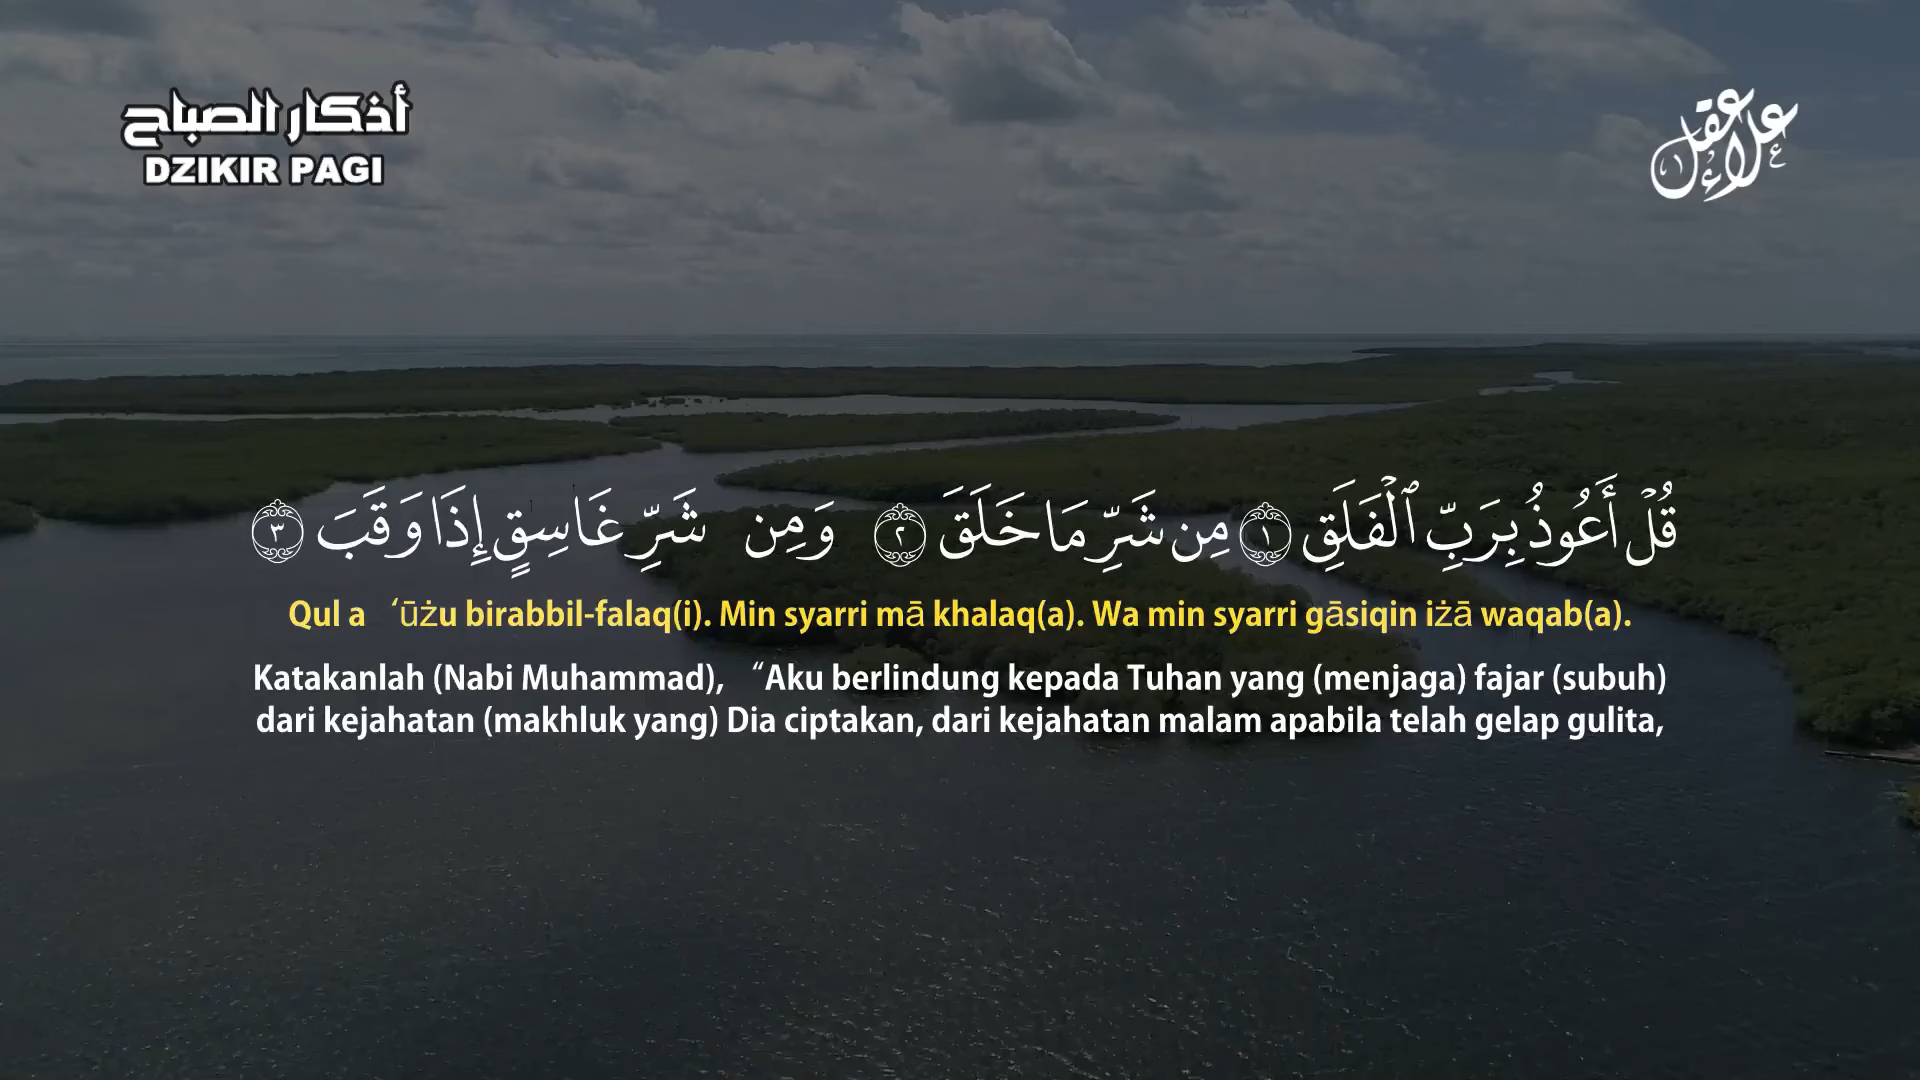 أذكار الصباح
DZIKIR PAGI
علاء عقل
قُلْ أَعُوذُ بِرَبِّ ٱلْفَلَقِ ١ مِن شَرِّ مَا خَلَقَ ٢ وَمِن شَرِّ غَاسِقٍ إِذَا وَقَبَ ٣
Qul a ‘ūżu birabbil-falaq(i). Min syarri mā khalaq(a). Wa min syarri gāsiqin iżā waqab(a).
Katakanlah (Nabi Muhammad), “Aku berlindung kepada Tuhan yang (menjaga) fajar (subuh)
dari kejahatan (makhluk yang) Dia ciptakan, dari kejahatan malam apabila telah gelap gulita,